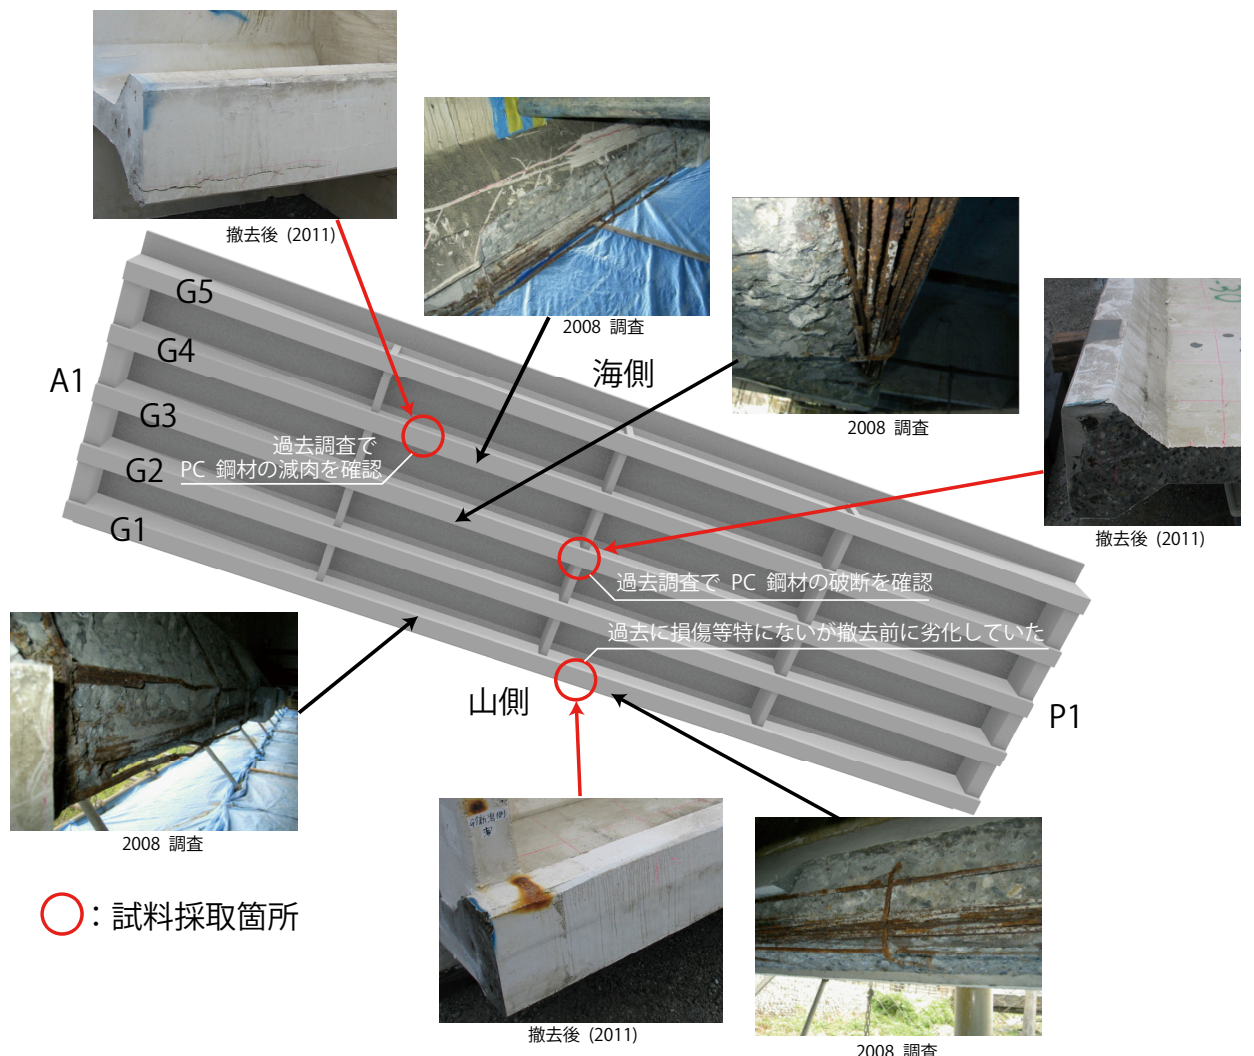 撤去後 (2011)
2008 調査
2008 調査
撤去後 (2011)
海側
G5
G4
A1
G3
過去調査で
PC 鋼材の減肉を確認
G2
G1
過去調査で PC 鋼材の破断を確認
過去に損傷等特にないが撤去前に劣化していた
山側
P1
2008 調査
撤去後 (2011)
2008 調査
：試料採取箇所